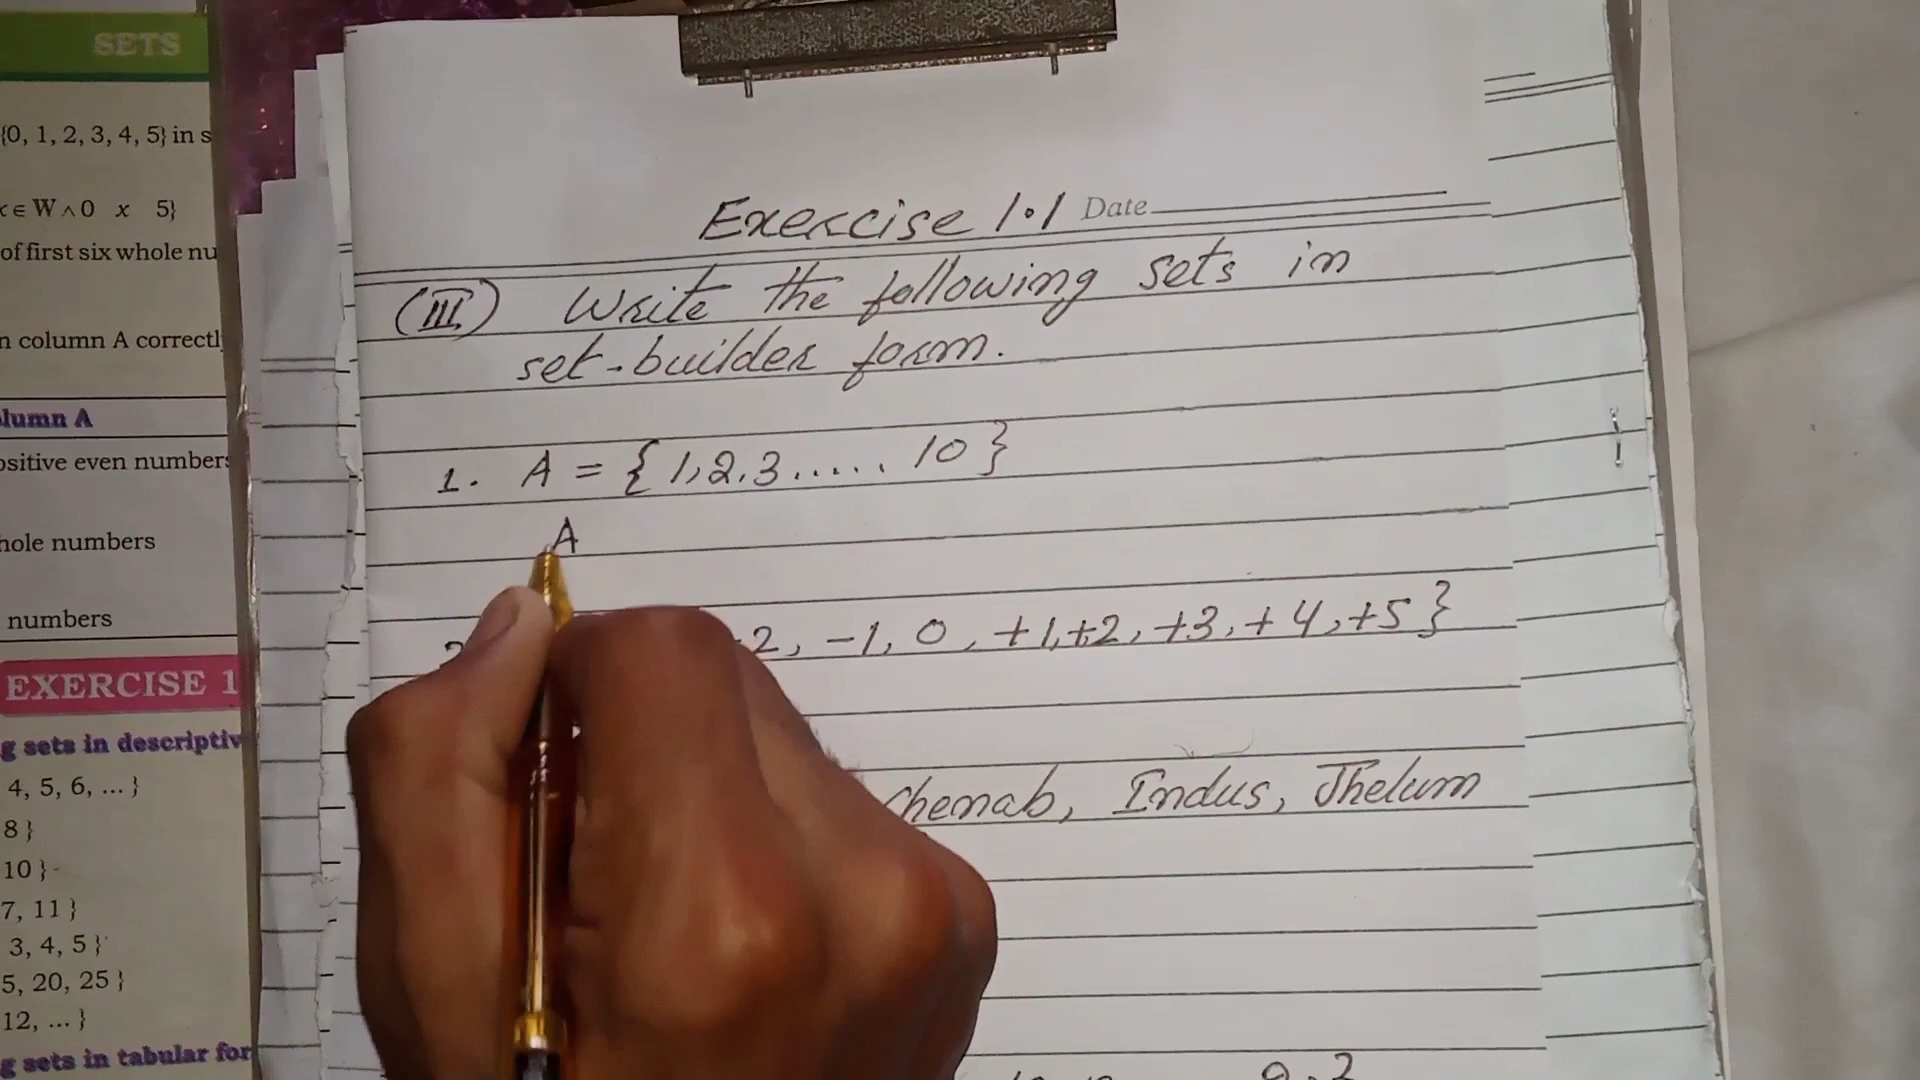 SETS
{0, 1, 2, 3, 4, 5} in s
x ∈ W ∧ 0 x 5}
of first six whole nu
n column A correctl
lumn A
ositive even numbers
hole numbers
numbers
EXERCISE 1
g sets in descriptiv
4, 5, 6, ... }
8 }
10 }
7, 11 }
3, 4, 5 }
5, 20, 25 }
12, ... }
g sets in tabular for
Exercise 1.1 Date
(III) Write the following sets in
set-builder form.
1. A = { 1, 2, 3 ..... 10 }
A
2, -1, 0, +1, +2, +3, +4, +5 }
Chenab, Indus, Jhelum